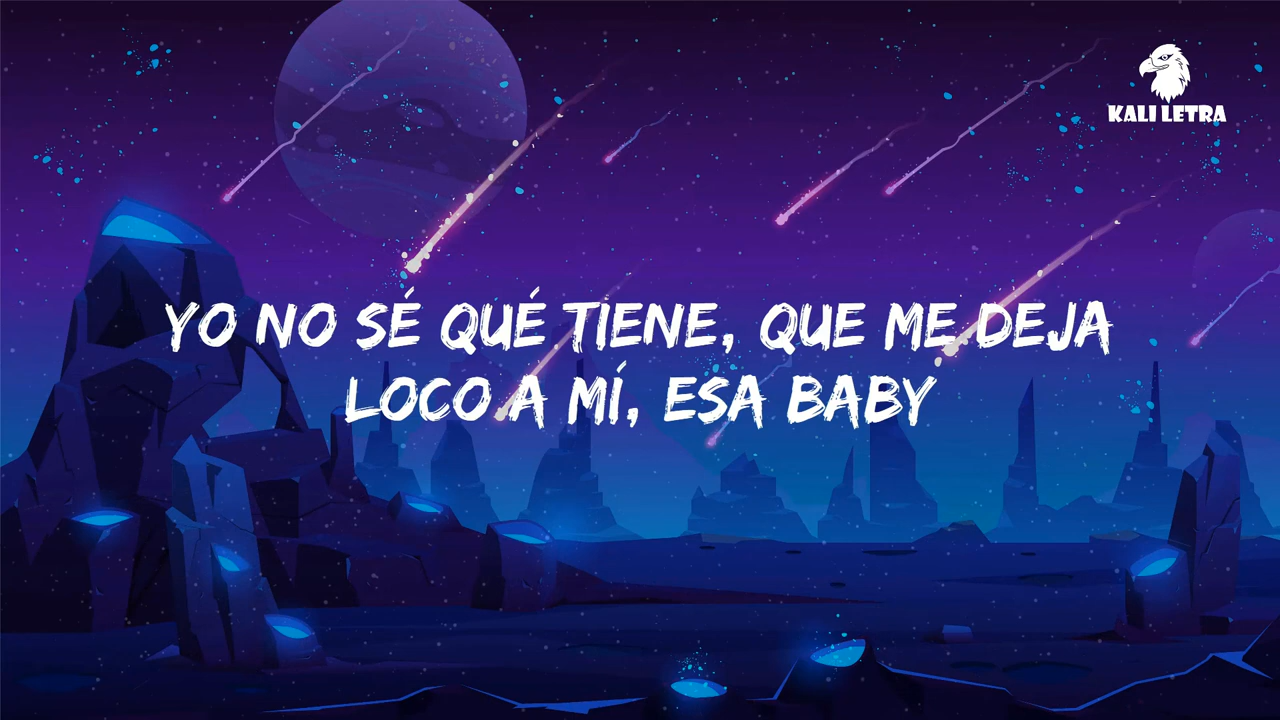 KALI LETRA
YO NO SÉ QUÉ TIENE, QUE ME DEJA
LOCO A MÍ, ESA BABY